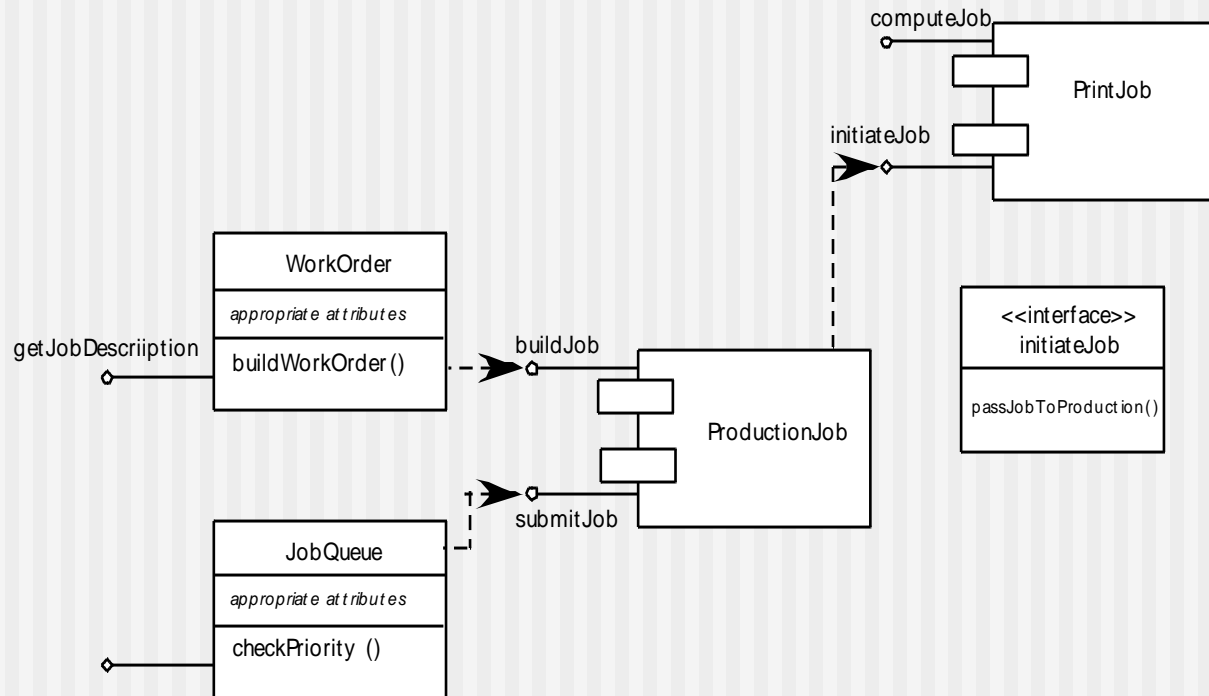 computeJob
PrintJob
initiateJob
WorkOrder
appropriate attributes
getJobDescriiption
buildWorkOrder()
buildJob
<<interface>>
initiateJob
passJobToProduction()
ProductionJob
submitJob
JobQueue
appropriate attributes
checkPriority ()